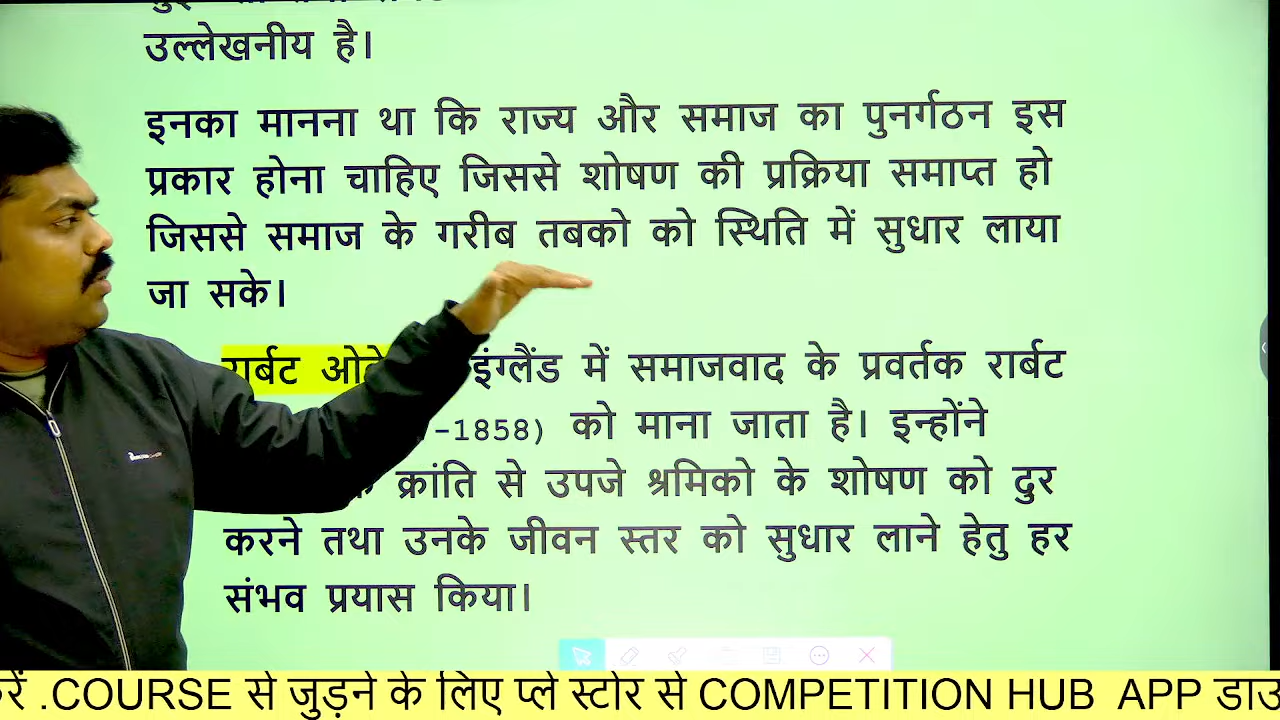 उल्लेखनीय है।
इनका मानना था कि राज्य और समाज का पुनर्गठन इस
प्रकार होना चाहिए जिससे शोषण की प्रक्रिया समाप्त हो
जिससे समाज के गरीब तबको को स्थिति में सुधार लाया
जा सके।
रार्बट इंग्लैंड में समाजवाद के प्रवर्तक रार्बट
-1858) को माना जाता है। इन्होंने
क्रांति से उपजे श्रमिको के शोषण को दुर
करने तथा उनके जीवन स्तर को सुधार लाने हेतु हर
संभव प्रयास किया।
.COURSE से जुड़ने के लिए प्ले स्टोर से COMPETITION HUB APP